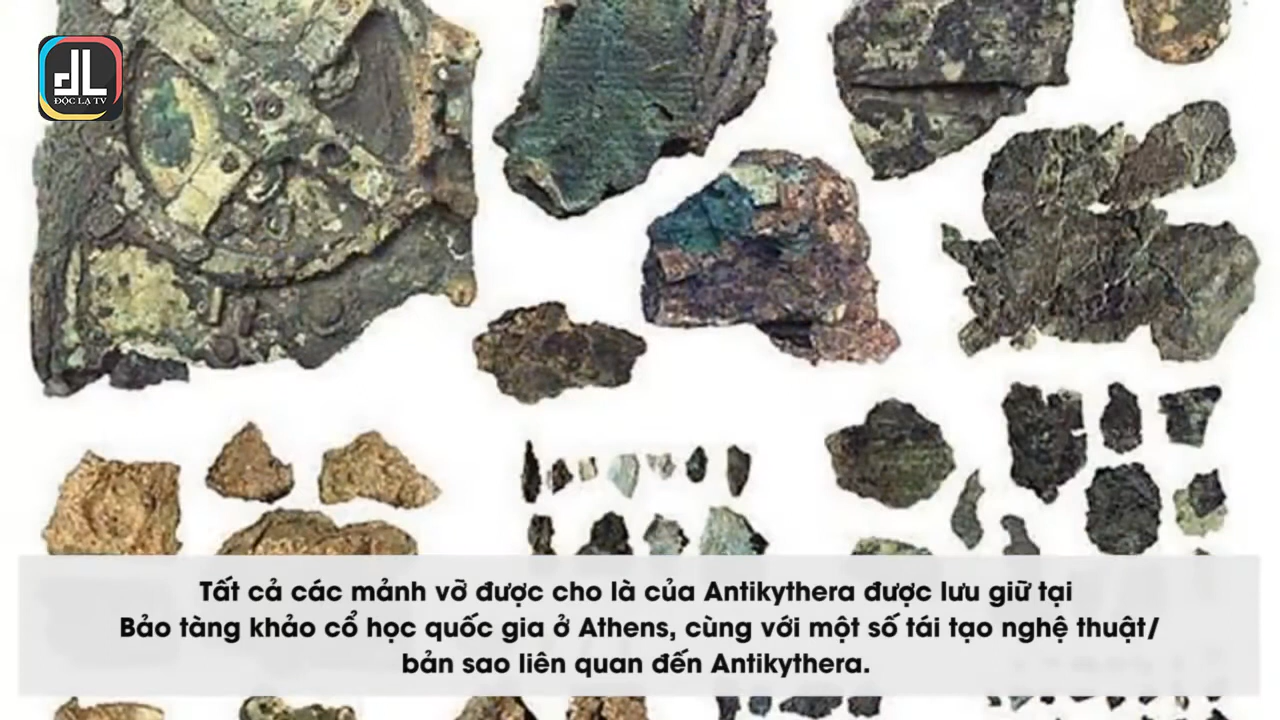 ĐỘC LẠ TV
Tất cả các mảnh vỡ được cho là của Antikythera được lưu giữ tại
Bảo tàng khảo cổ học quốc gia ở Athens, cùng với một số tái tạo nghệ thuật/
bản sao liên quan đến Antikythera.